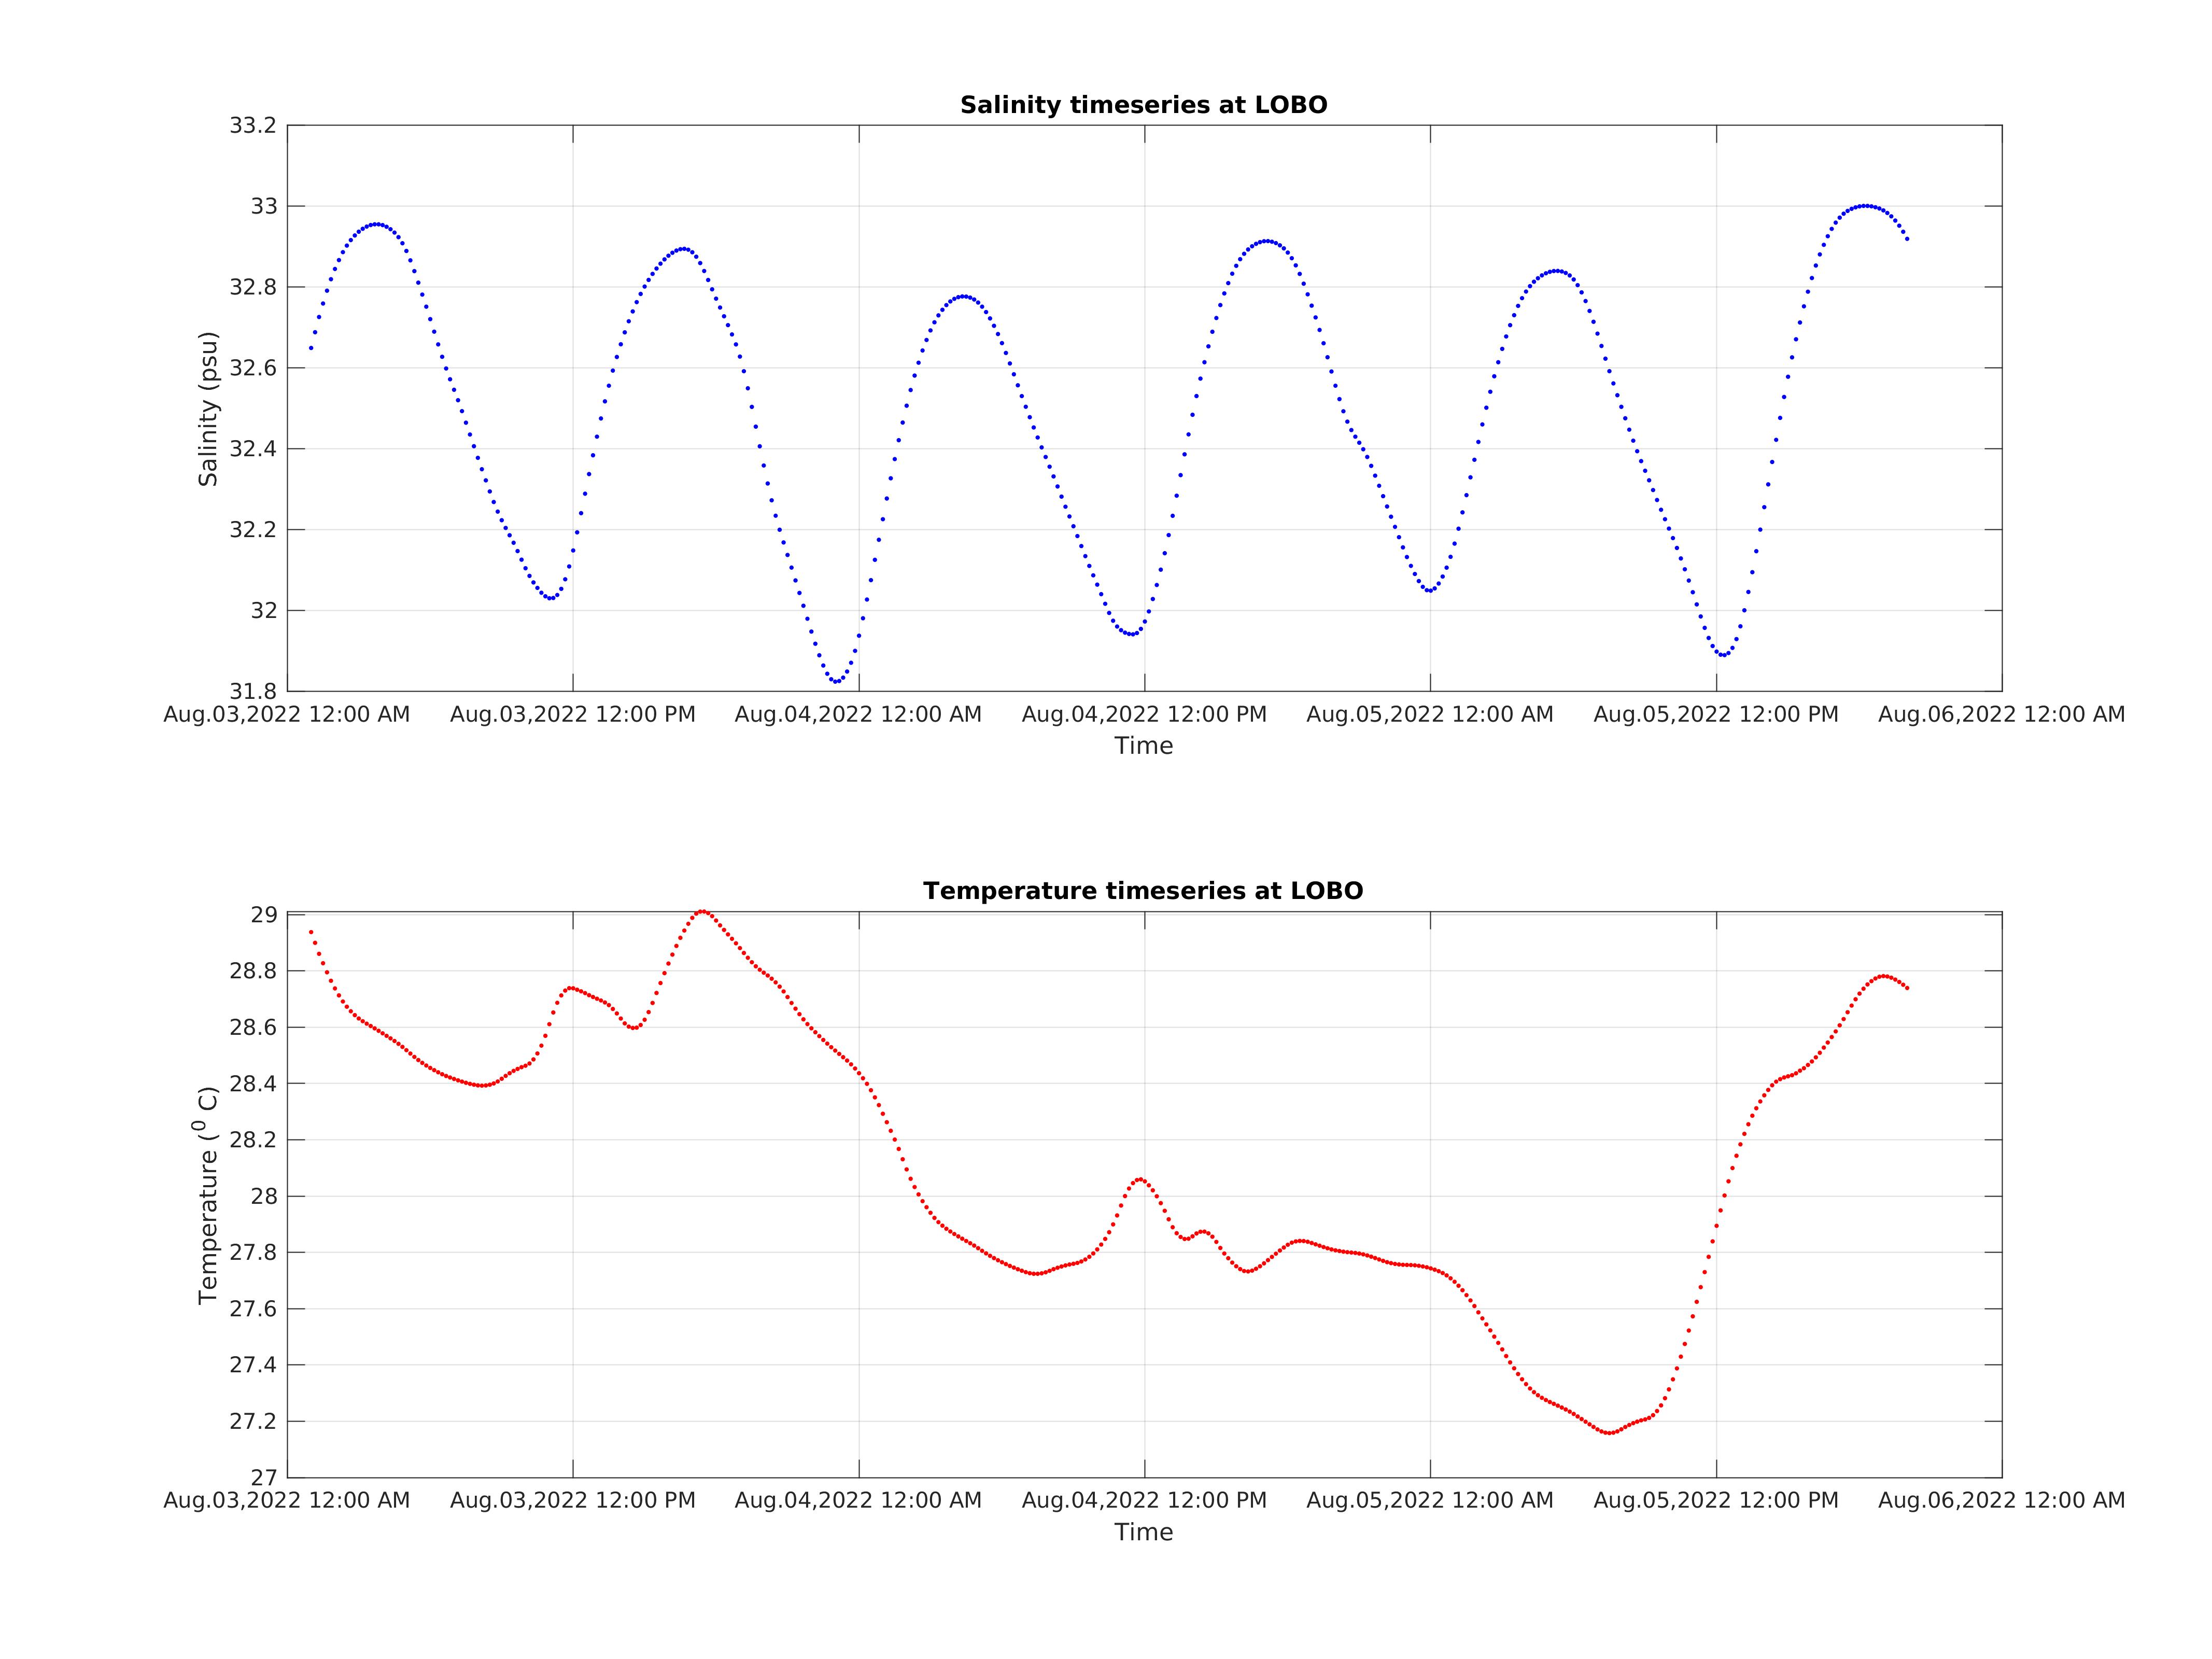 Salinity timeseries at LOBO
33.2
33
32.8
32.6
32.4
32.2
32
31.8
Salinity (psu)
Aug.03,2022 12:00 AM Aug.03,2022 12:00 PM Aug.04,2022 12:00 AM Aug.04,2022 12:00 PM Aug.05,2022 12:00 AM Aug.05,2022 12:00 PM Aug.06,2022 12:00 AM
Time
Temperature timeseries at LOBO
29
28.8
28.6
28.4
28.2
28
27.8
27.6
27.4
27.2
27
Temperature (⁰ C)
Aug.03,2022 12:00 AM Aug.03,2022 12:00 PM Aug.04,2022 12:00 AM Aug.04,2022 12:00 PM Aug.05,2022 12:00 AM Aug.05,2022 12:00 PM Aug.06,2022 12:00 AM
Time